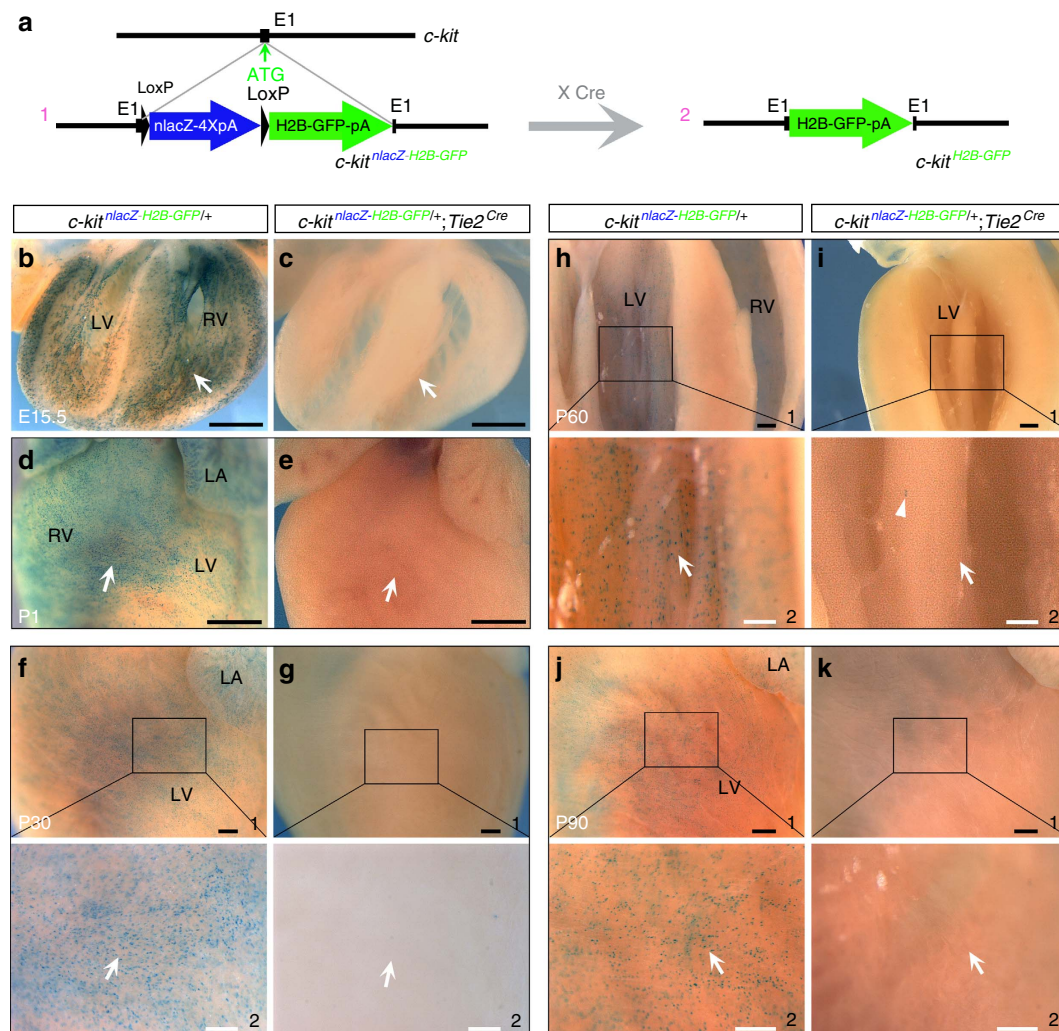 a
E1
c-kit
ATG
LoxP
LoxP
1
E1
E1
nlacZ-4XpA
H2B-GFP-pA
c-kit nlacZ-H2B-GFP
X Cre
2
E1
E1
H2B-GFP-pA
c-kit H2B-GFP
c-kit nlacZ-H2B-GFP/+
c-kit nlacZ-H2B-GFP/+;Tie2 Cre
c-kit nlacZ-H2B-GFP/+
c-kit nlacZ-H2B-GFP/+;Tie2 Cre
b
LV
RV
E15.5
c
h
LV
RV
P60
1
i
LV
1
d
LA
RV
LV
P1
e
2
2
f
LA
LV
P30
1
g
1
j
LA
LV
P90
1
k
1
2
2
2
2